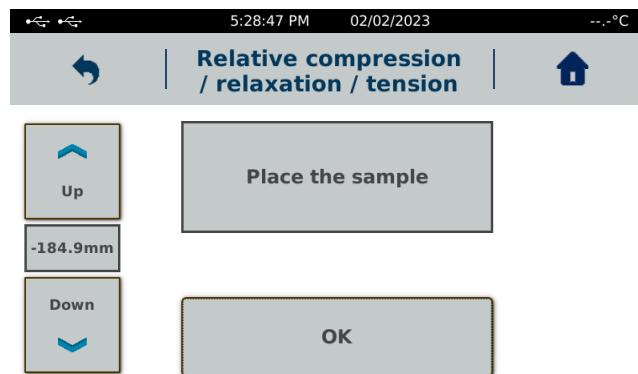 5:28:47 PM 02/02/2023 --.-°C
Relative compression
/ relaxation / tension
Up
Place the sample
-184.9mm
Down
OK